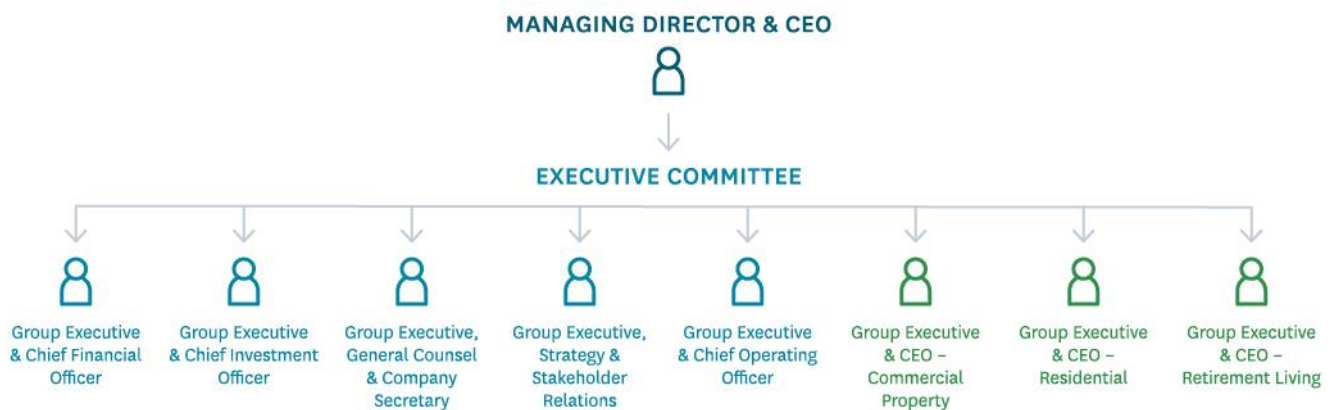 MANAGING DIRECTOR & CEO
EXECUTIVE COMMITTEE
Group Executive
& Chief Financial
Officer
Group Executive
& Chief Investment
Officer
Group Executive,
General Counsel
& Company
Secretary
Group Executive,
Strategy &
Stakeholder
Relations
Group Executive
& Chief Operating
Officer
Group Executive
& CEO –
Commercial
Property
Group Executive
& CEO –
Residential
Group Executive
& CEO –
Retirement Living